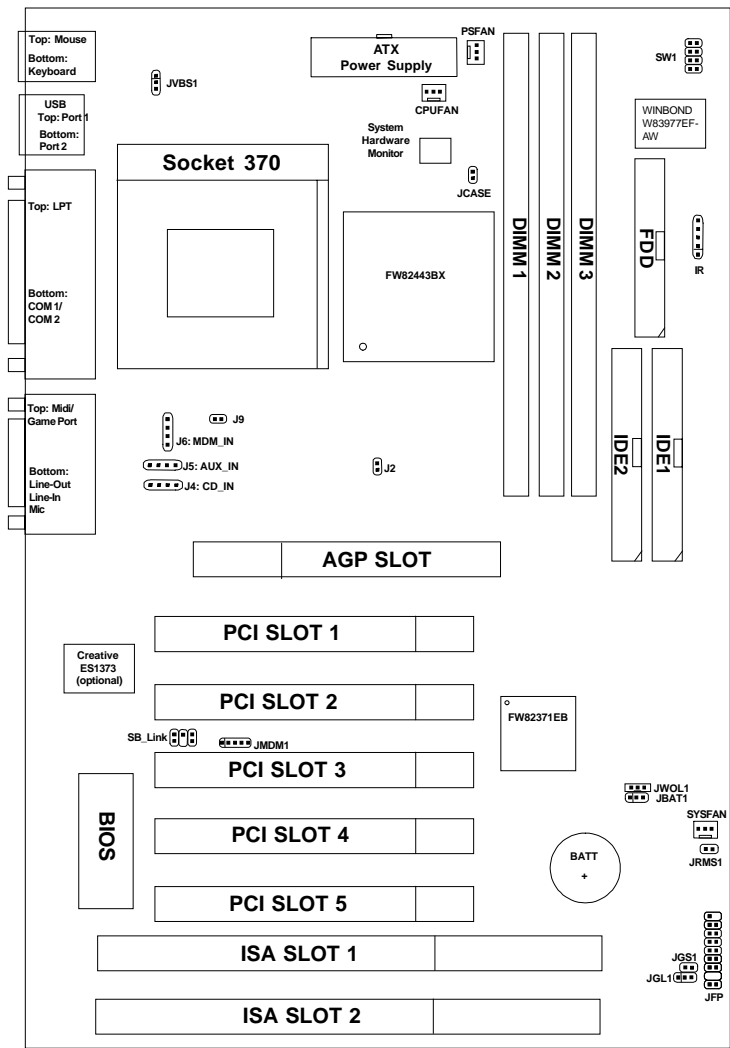 Top: Mouse
Bottom:
Keyboard
USB
Top: Port 1
Bottom:
Port 2
Top: LPT
Bottom:
COM 1/
COM 2
Top: Midi/
Game Port
Bottom:
Line-Out
Line-In
Mic
JVBS1
ATX
Power Supply
PSFAN
CPUFAN
System
Hardware
Monitor
JCASE
Socket 370
FW82443BX
DIMM 1
DIMM 2
DIMM 3
SW1
WINBOND
W83977EF-
AW
FDD
IR
IDE2
IDE1
J9
J6: MDM_IN
J5: AUX_IN
J4: CD_IN
J2
AGP SLOT
PCI SLOT 1
Creative
ES1373
(optional)
PCI SLOT 2
FW82371EB
SB_Link
JMDM1
PCI SLOT 3
JWOL1
JBAT1
SYSFAN
BIOS
PCI SLOT 4
BATT
+
JRMS1
PCI SLOT 5
ISA SLOT 1
JGS1
JGL1
JFP
ISA SLOT 2